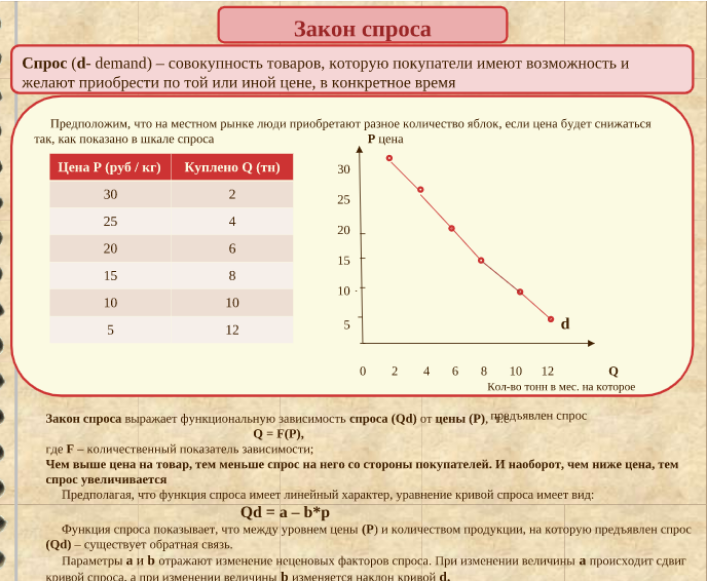 Закон спроса
Спрос (d- demand) – совокупность товаров, которую покупатели имеют возможность и
желают приобрести по той или иной цене, в конкретное время
Предположим, что на местном рынке люди приобретают разное количество яблок, если цена будет снижаться
так, как показано в шкале спроса
P цена
Цена P (руб / кг) Куплено Q (тн)
30 2
25 4
20 6
15 8
10 10
5 12
30
25
20
15
10
5
d
0 2 4 6 8 10 12 Q
Кол-во тонн в мес. на которое
предъявлен спрос
Закон спроса выражает функциональную зависимость спроса (Qd) от цены (P), т.е.
Q = F(P),
где F – количественный показатель зависимости;
Чем выше цена на товар, тем меньше спрос на него со стороны покупателей. И наоборот, чем ниже цена, тем
спрос увеличивается
Предполагая, что функция спроса имеет линейный характер, уравнение кривой спроса имеет вид:
Qd = a – b*p
Функция спроса показывает, что между уровнем цены (P) и количеством продукции, на которую предъявлен спрос
(Qd) – существует обратная связь.
Параметры a и b отражают изменение неценовых факторов спроса. При изменении величины a происходит сдвиг
кривой спроса, а при изменении величины b изменяется наклон кривой d.